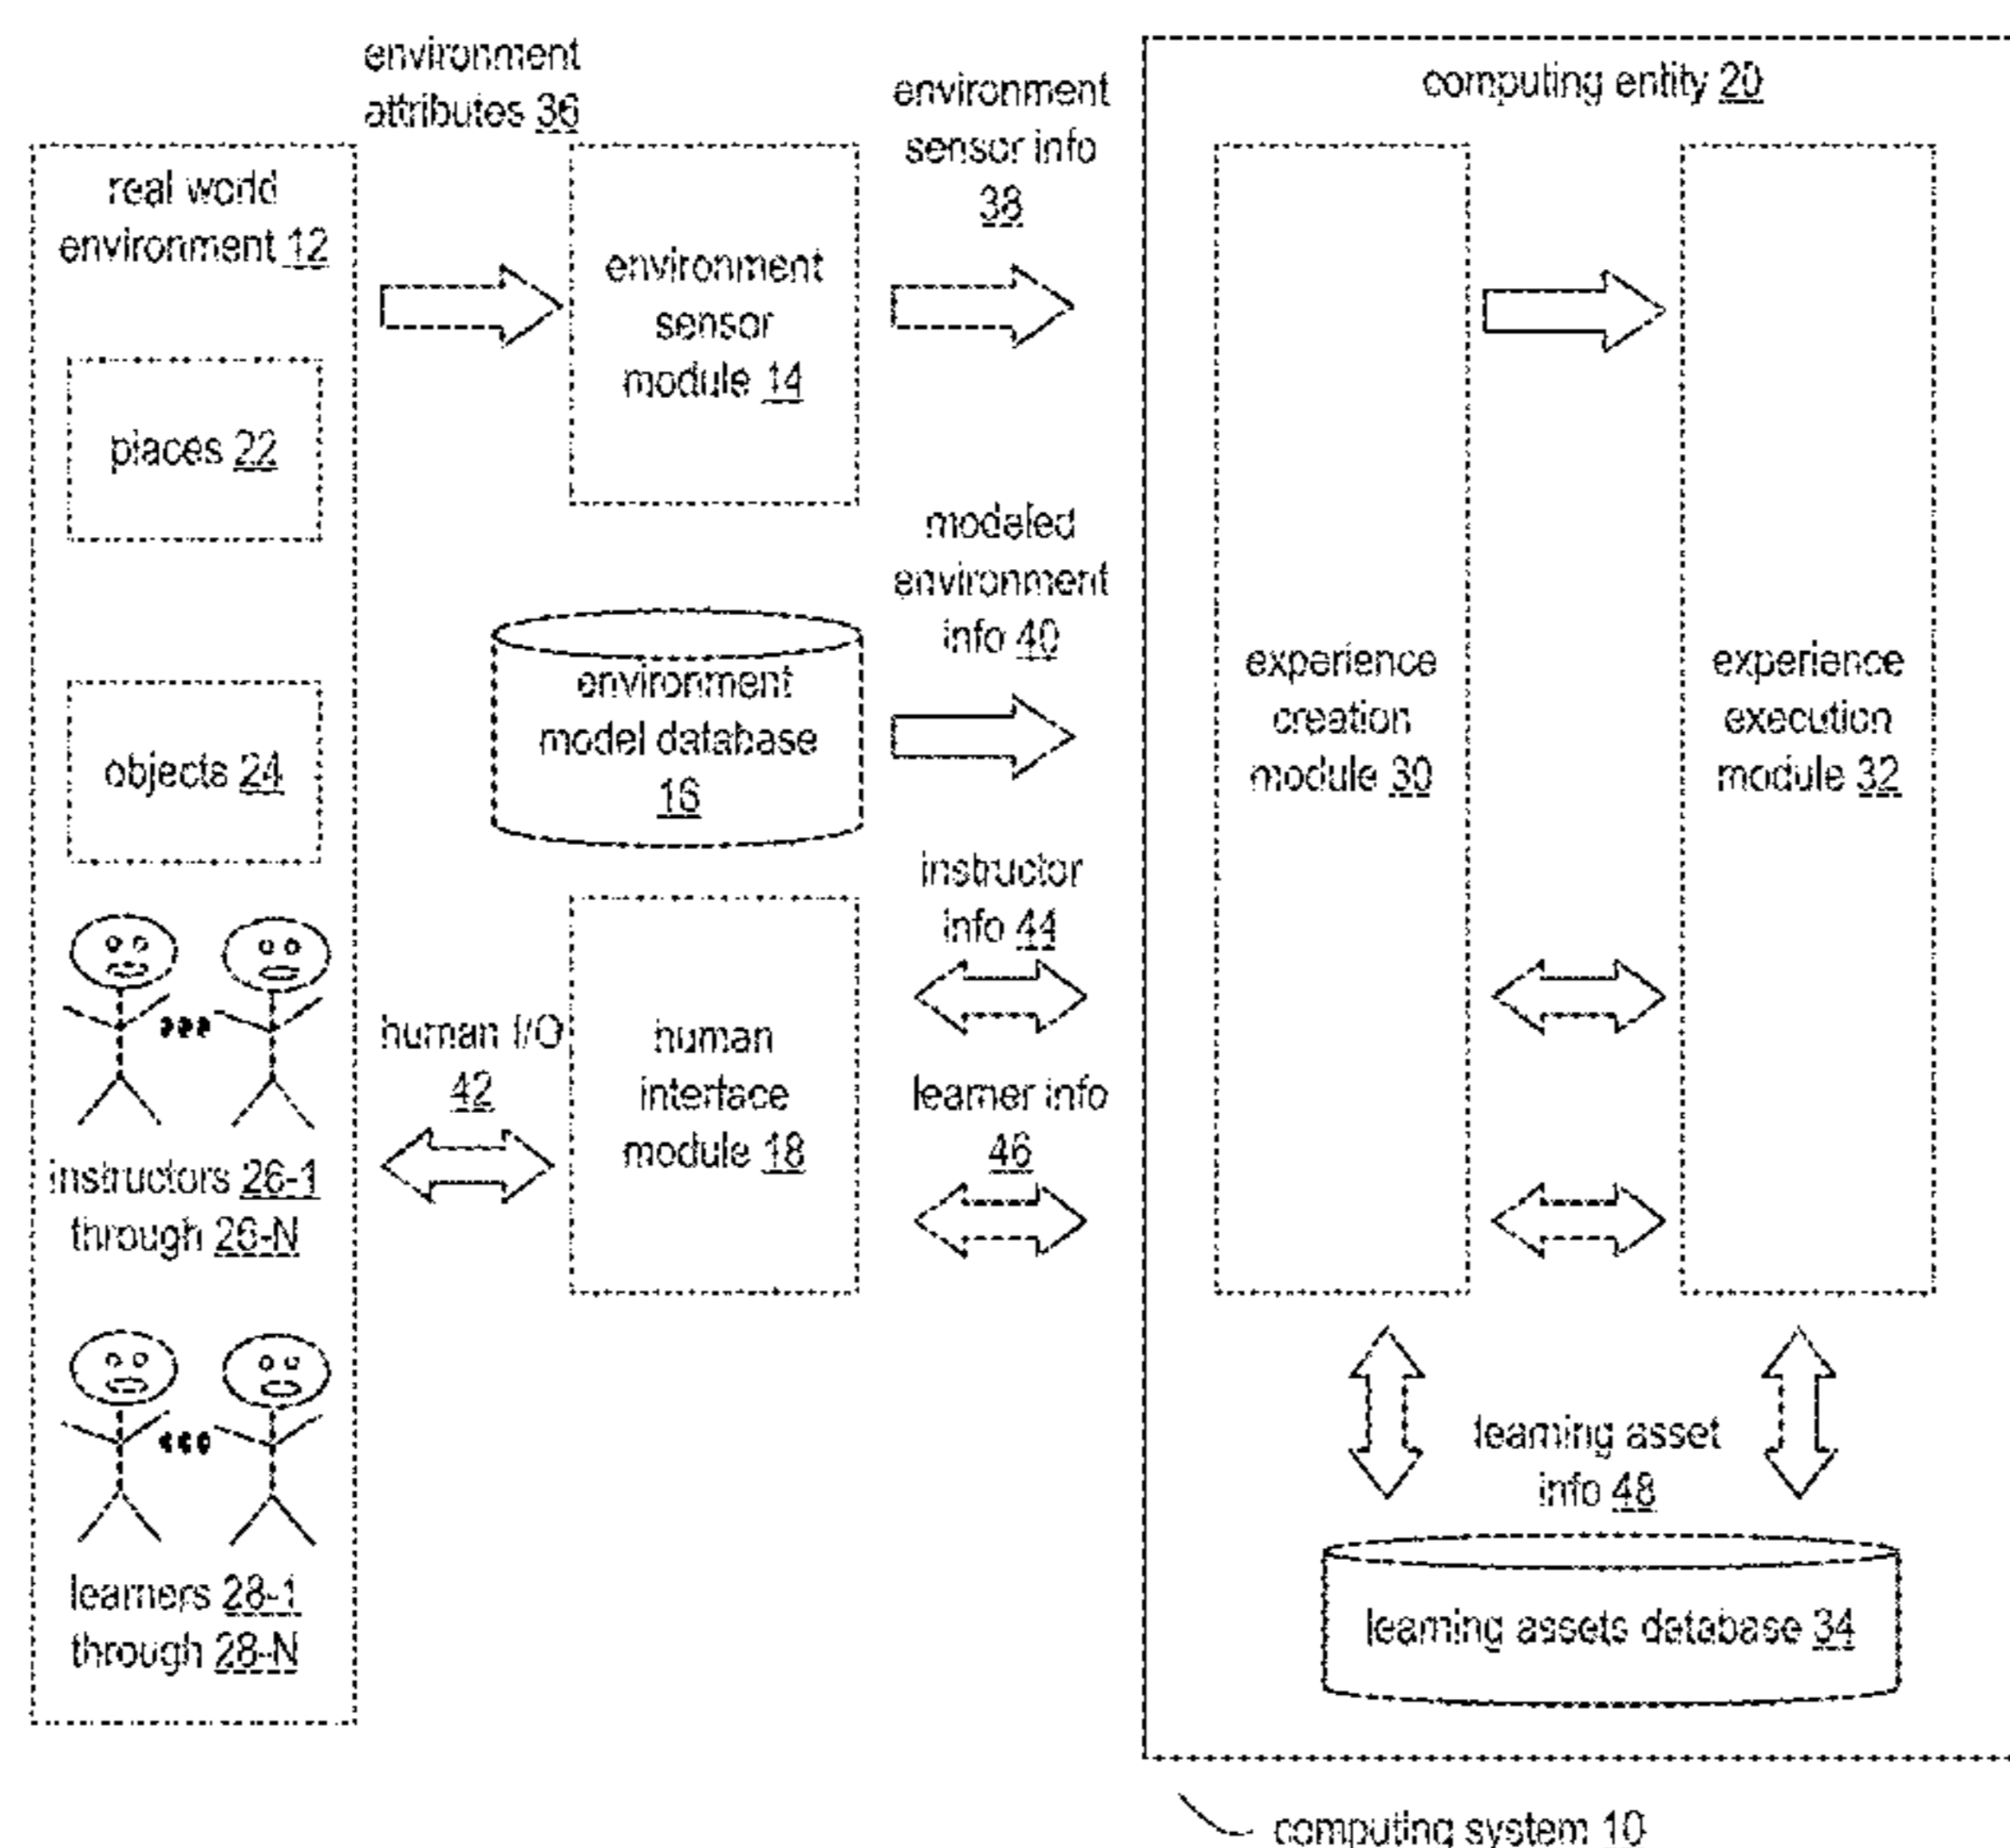 environment
attributes 36
environment
sensor info
38
computing entity 20
real world
environment 12
environment
sensor
module 14
places 22
modeled
environment
info 40
environment
model database
16
experience
creation
module 30
experience
execution
module 32
objects 24
instructor
info 44
human I/O
42
human
interface
module 18
learner info
46
instructors 26-1
through 26-N
learning asset
info 48
learners 28-1
through 28-N
learning assets database 34
computing system 10